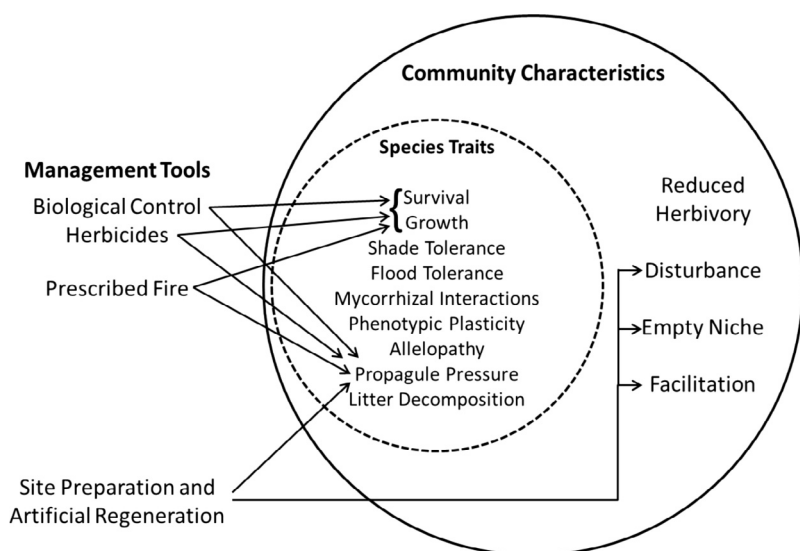 Community Characteristics
Species Traits
Management Tools
Biological Control
Herbicides
Prescribed Fire
Site Preparation and
Artificial Regeneration
Survival
Growth
Shade Tolerance
Flood Tolerance
Mycorrhizal Interactions
Phenotypic Plasticity
Allelopathy
Propagule Pressure
Litter Decomposition
Reduced
Herbivory
Disturbance
Empty Niche
Facilitation